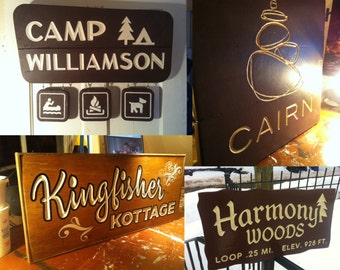 CAMP
WILLIAMSON
CAIRN
Kingfisher
KOTTAGE
Harmony
WOODS
LOOP .25 MI. ELEV. 928 FT.